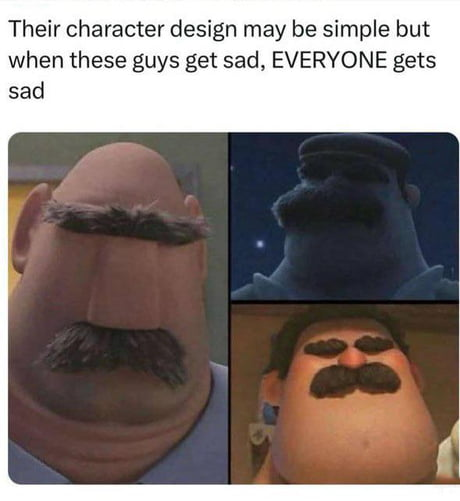 Their character design may be simple but
when these guys get sad, EVERYONE gets
sad